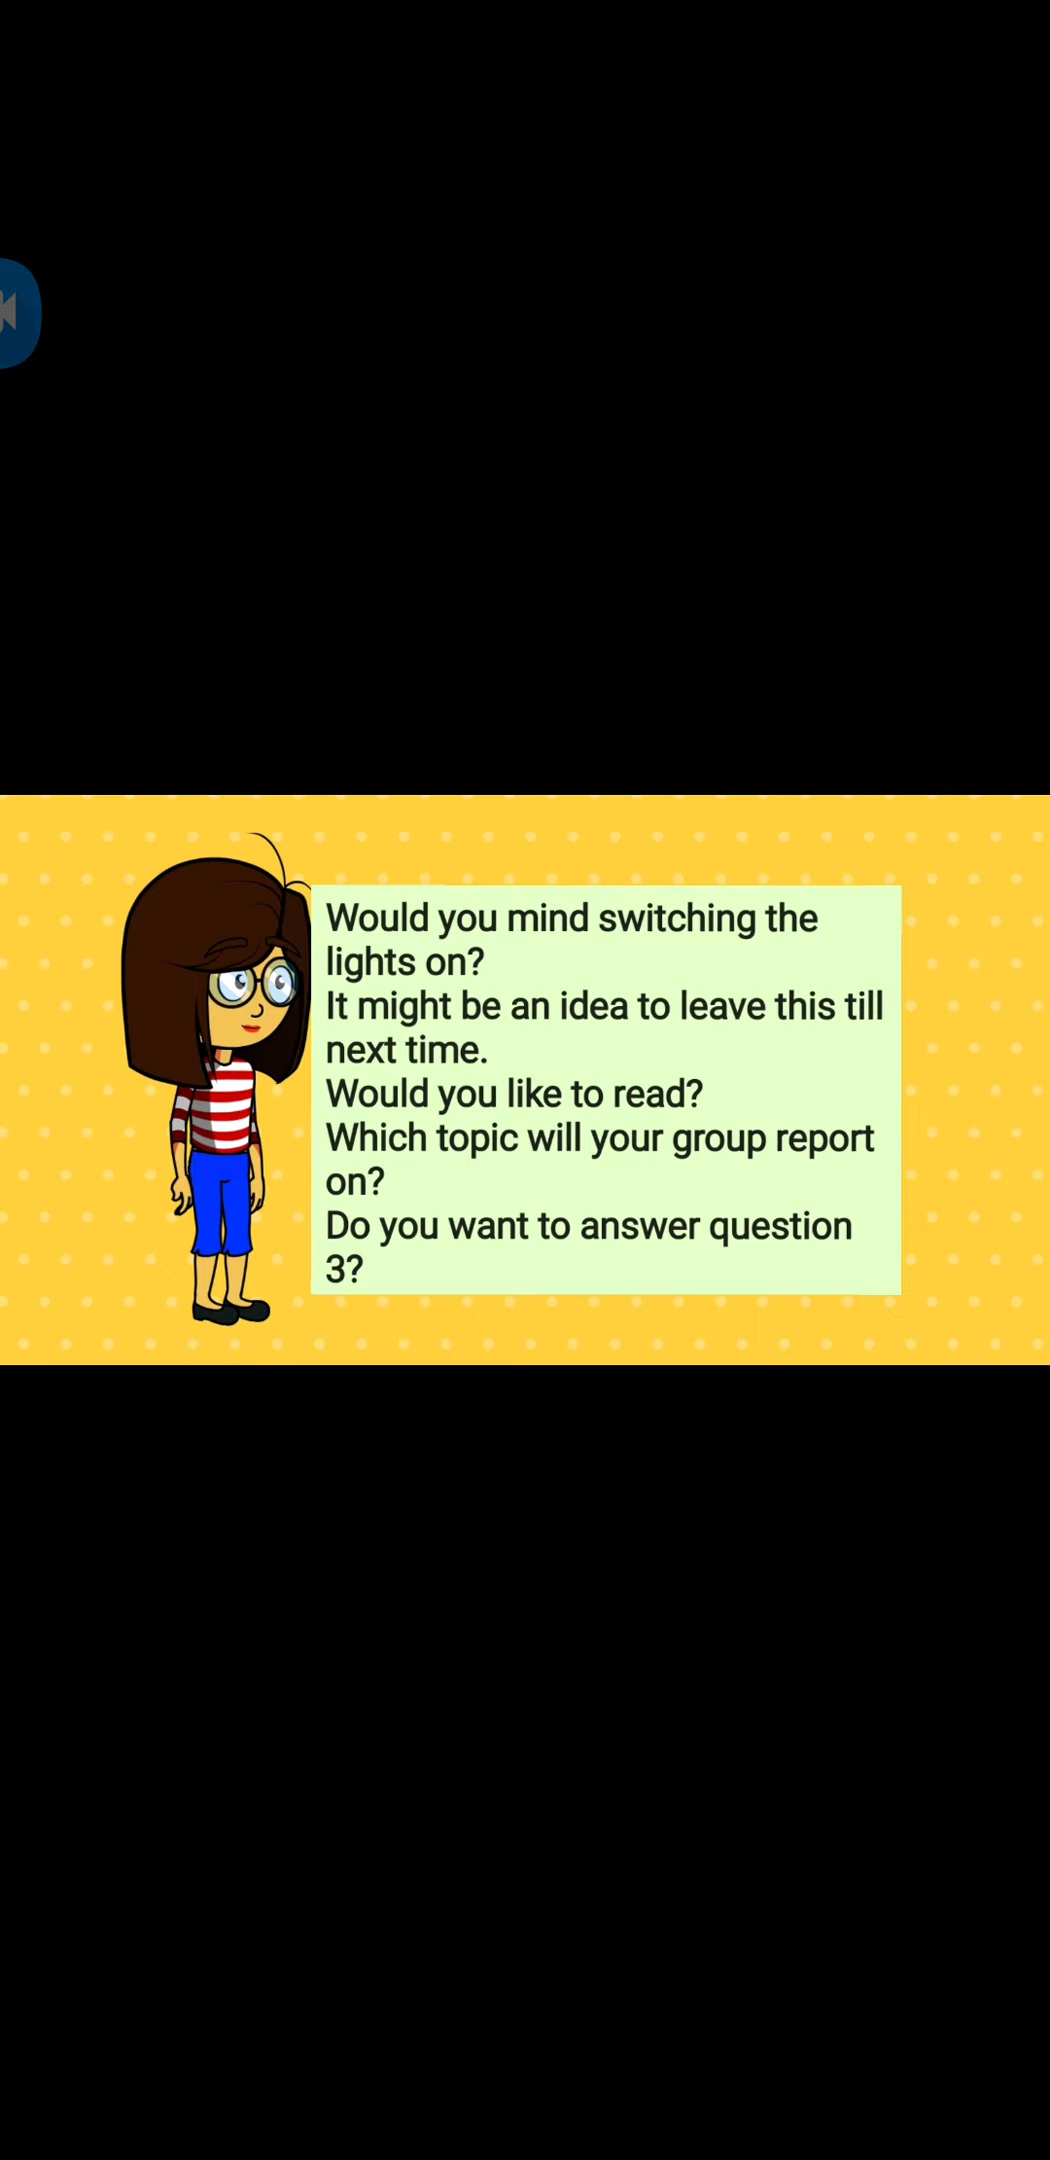 Would you mind switching the
lights on?
It might be an idea to leave this till
next time.
Would you like to read?
Which topic will your group report
on?
Do you want to answer question
3?